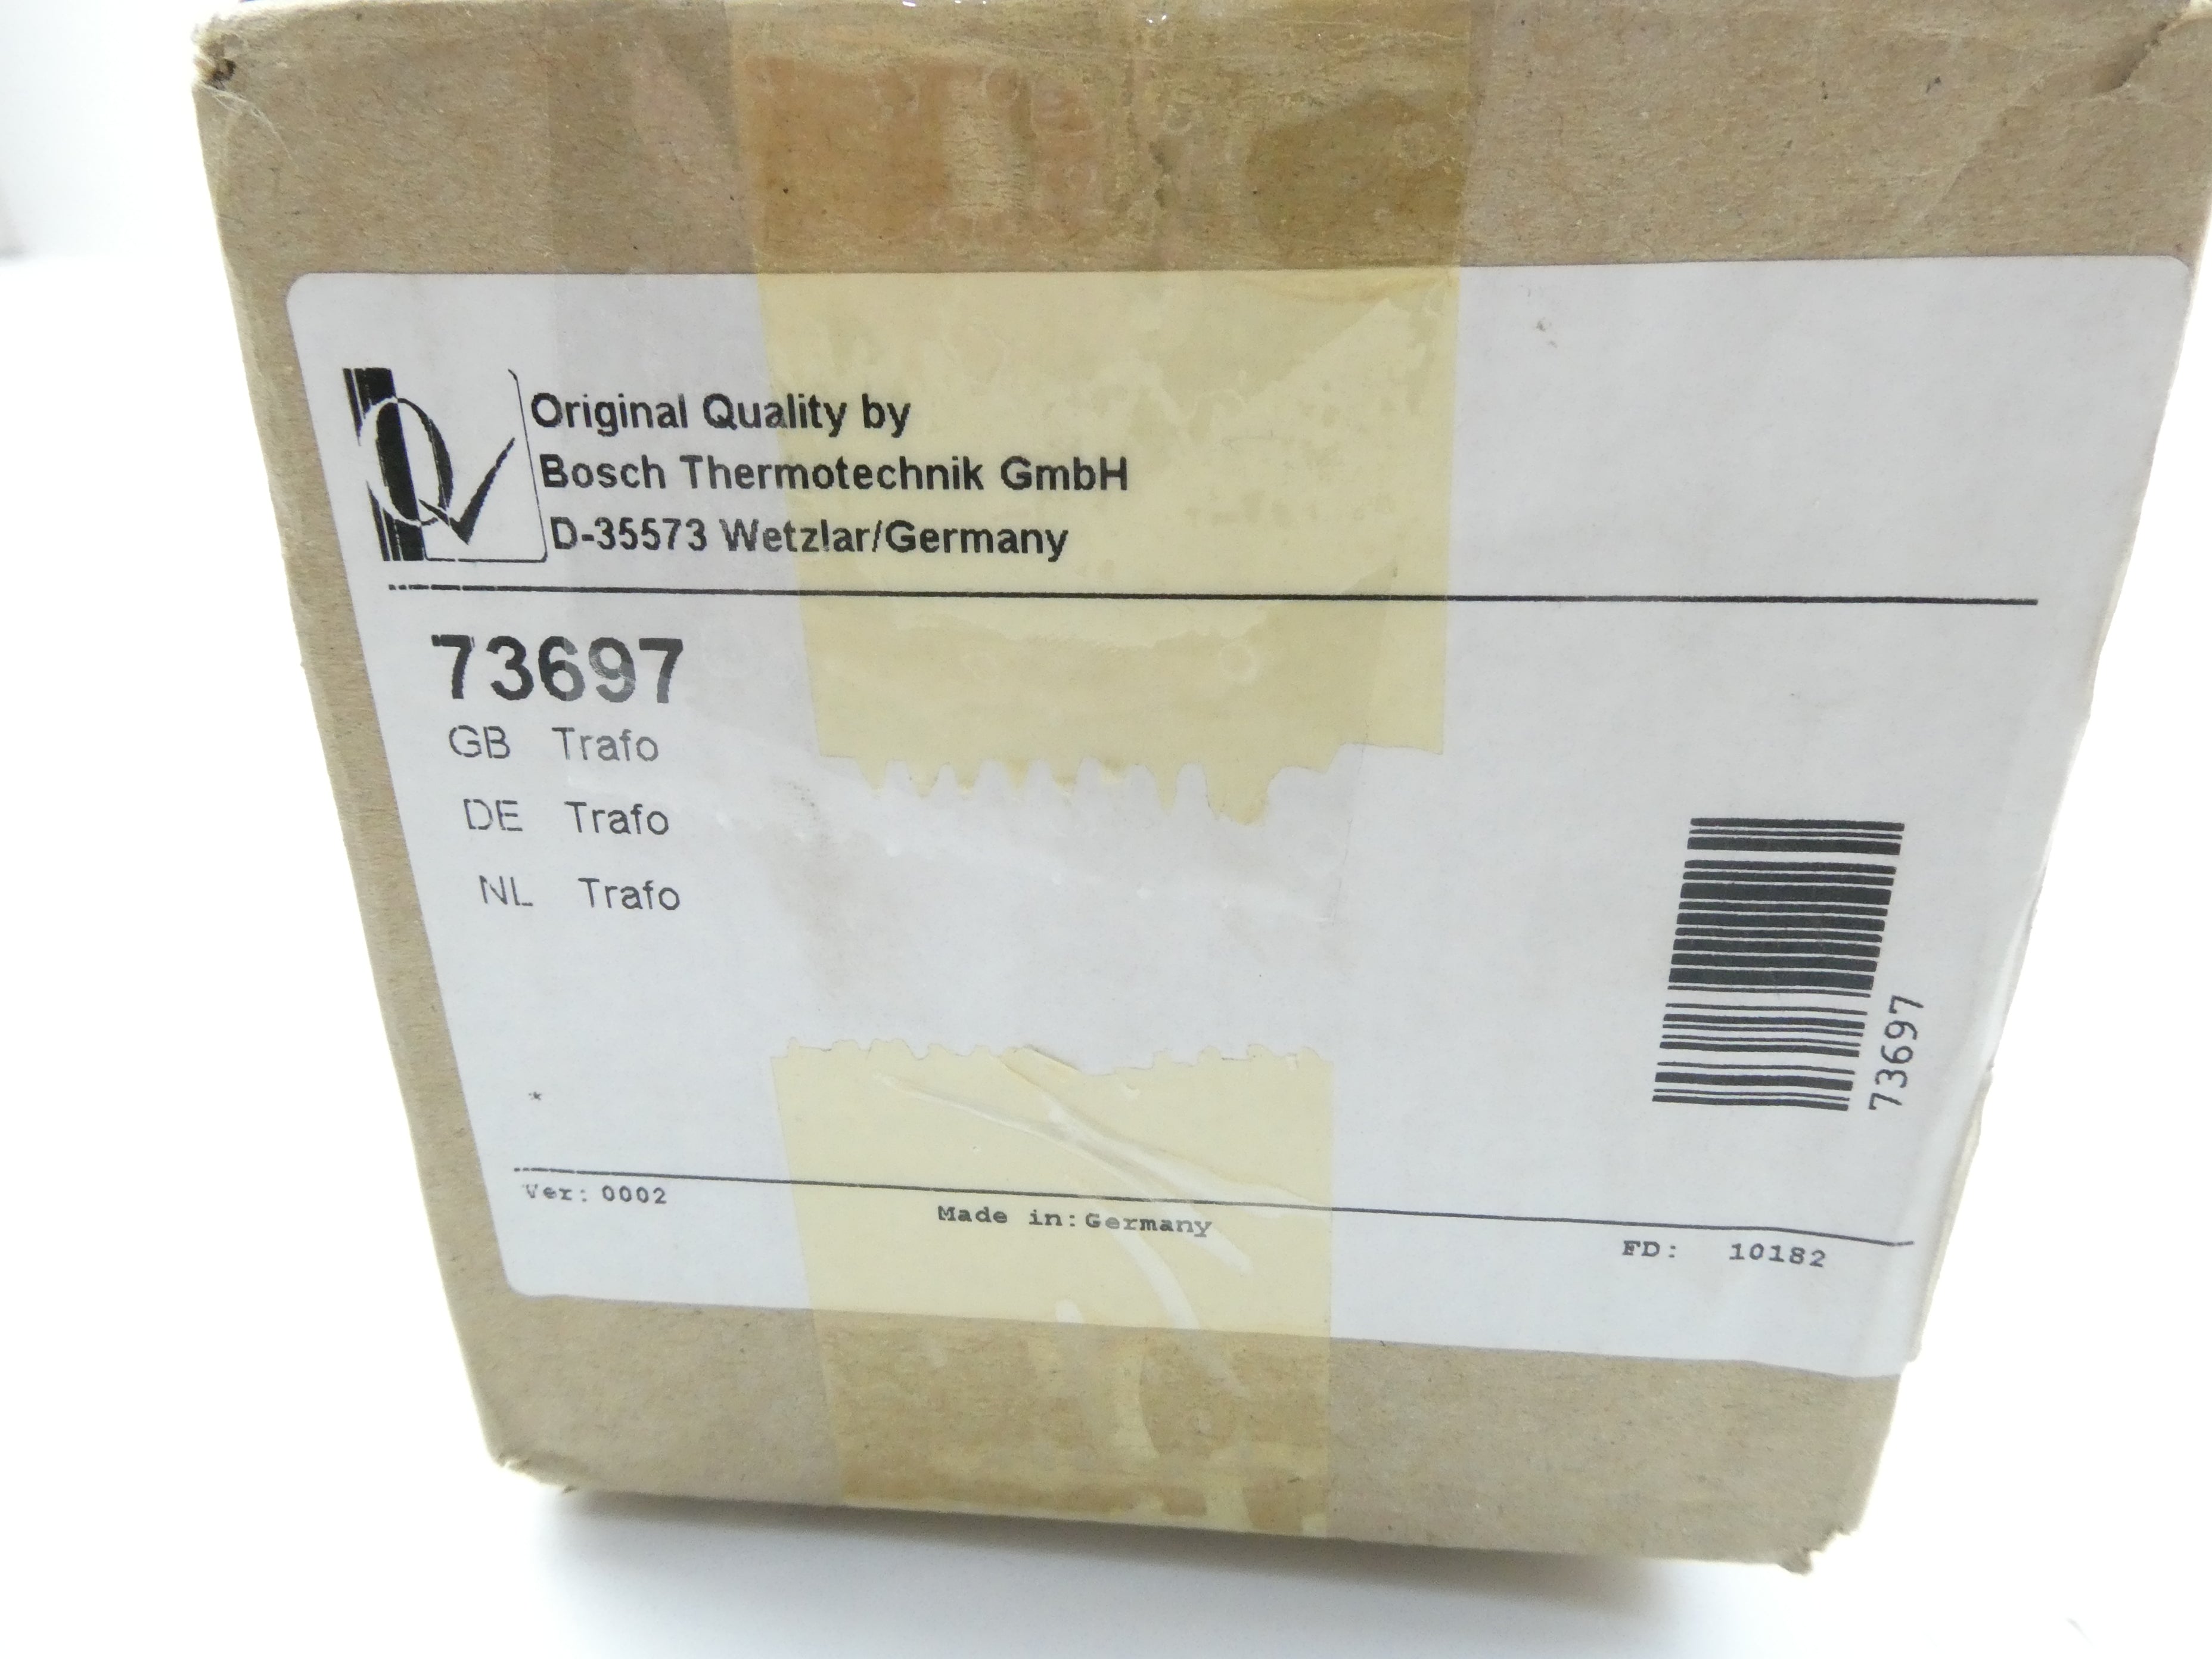 Original Quality by
Bosch Thermotechnik GmbH
D-35573 Wetzlar/Germany
73697
GB Trafo
DE Trafo
NL Trafo
73697
*
Ver: 0002
Made in: Germany
FD: 10182